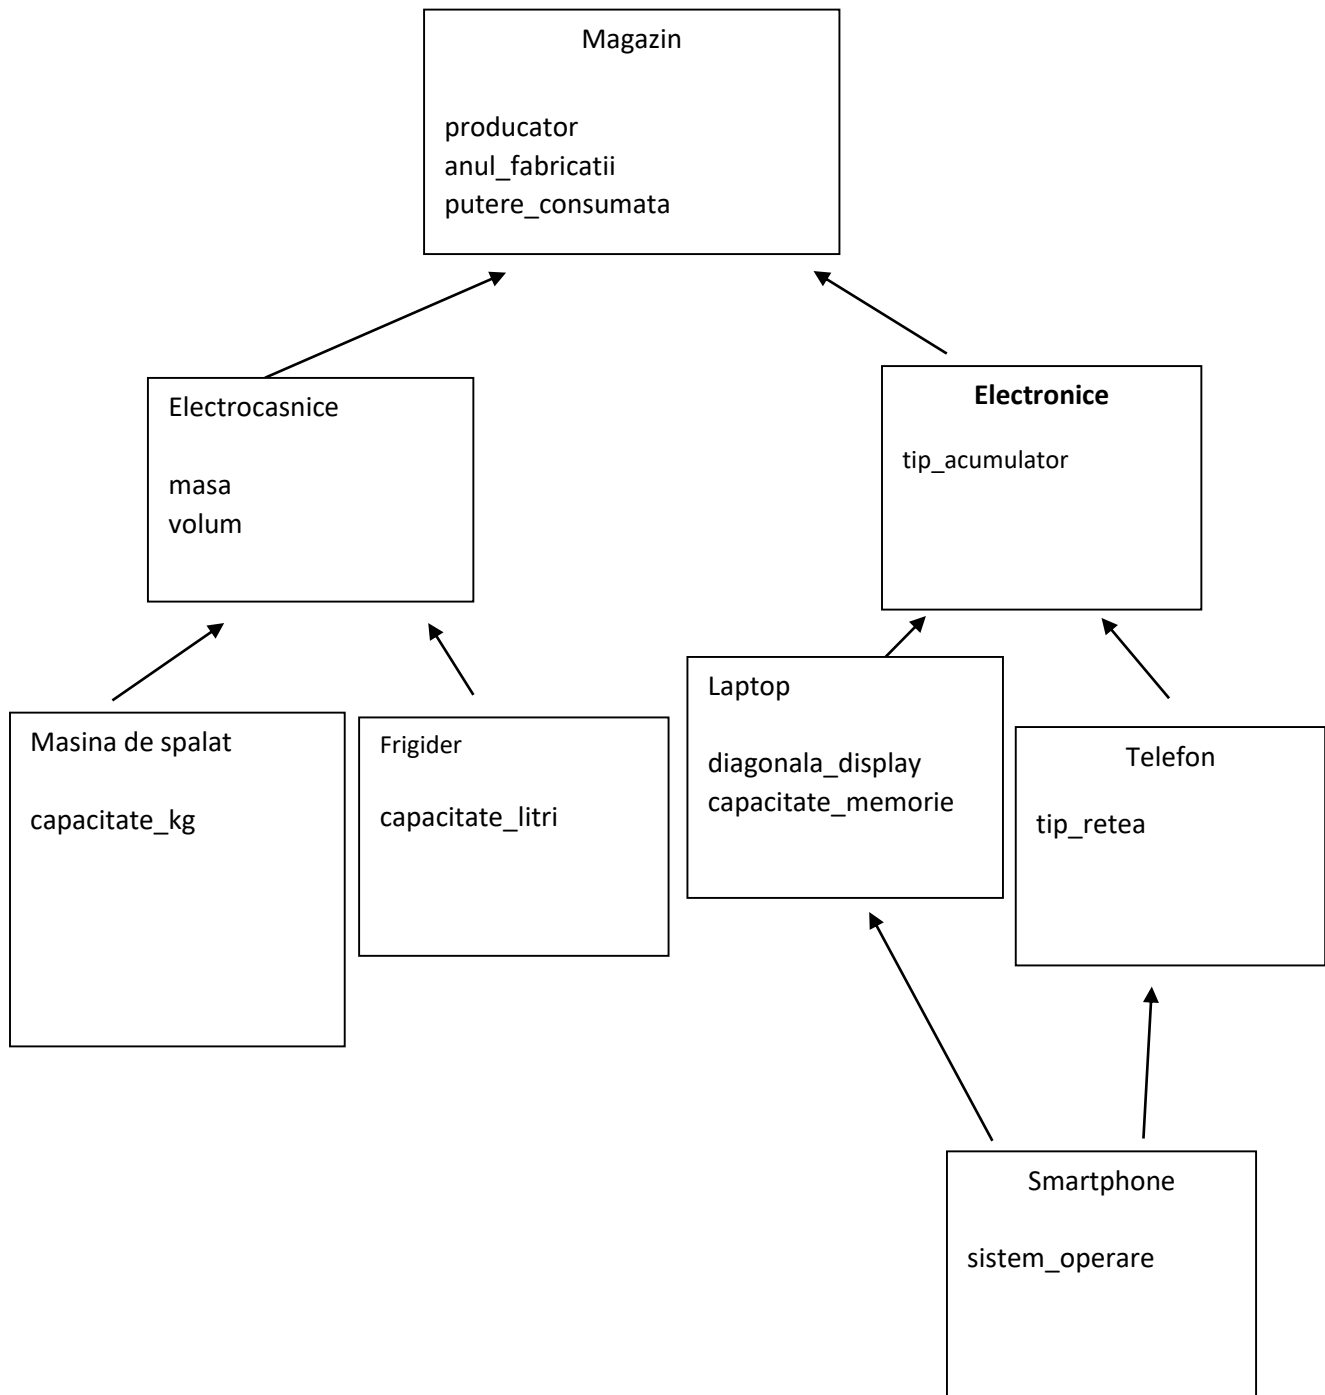 Magazin
producator
anul_fabricatii
putere_consumata
Electrocasnice
masa
volum
Electronice
tip_acumulator
Masina de spalat
capacitate_kg
Frigider
capacitate_litri
Laptop
diagonala_display
capacitate_memorie
Telefon
tip_retea
Smartphone
sistem_operare